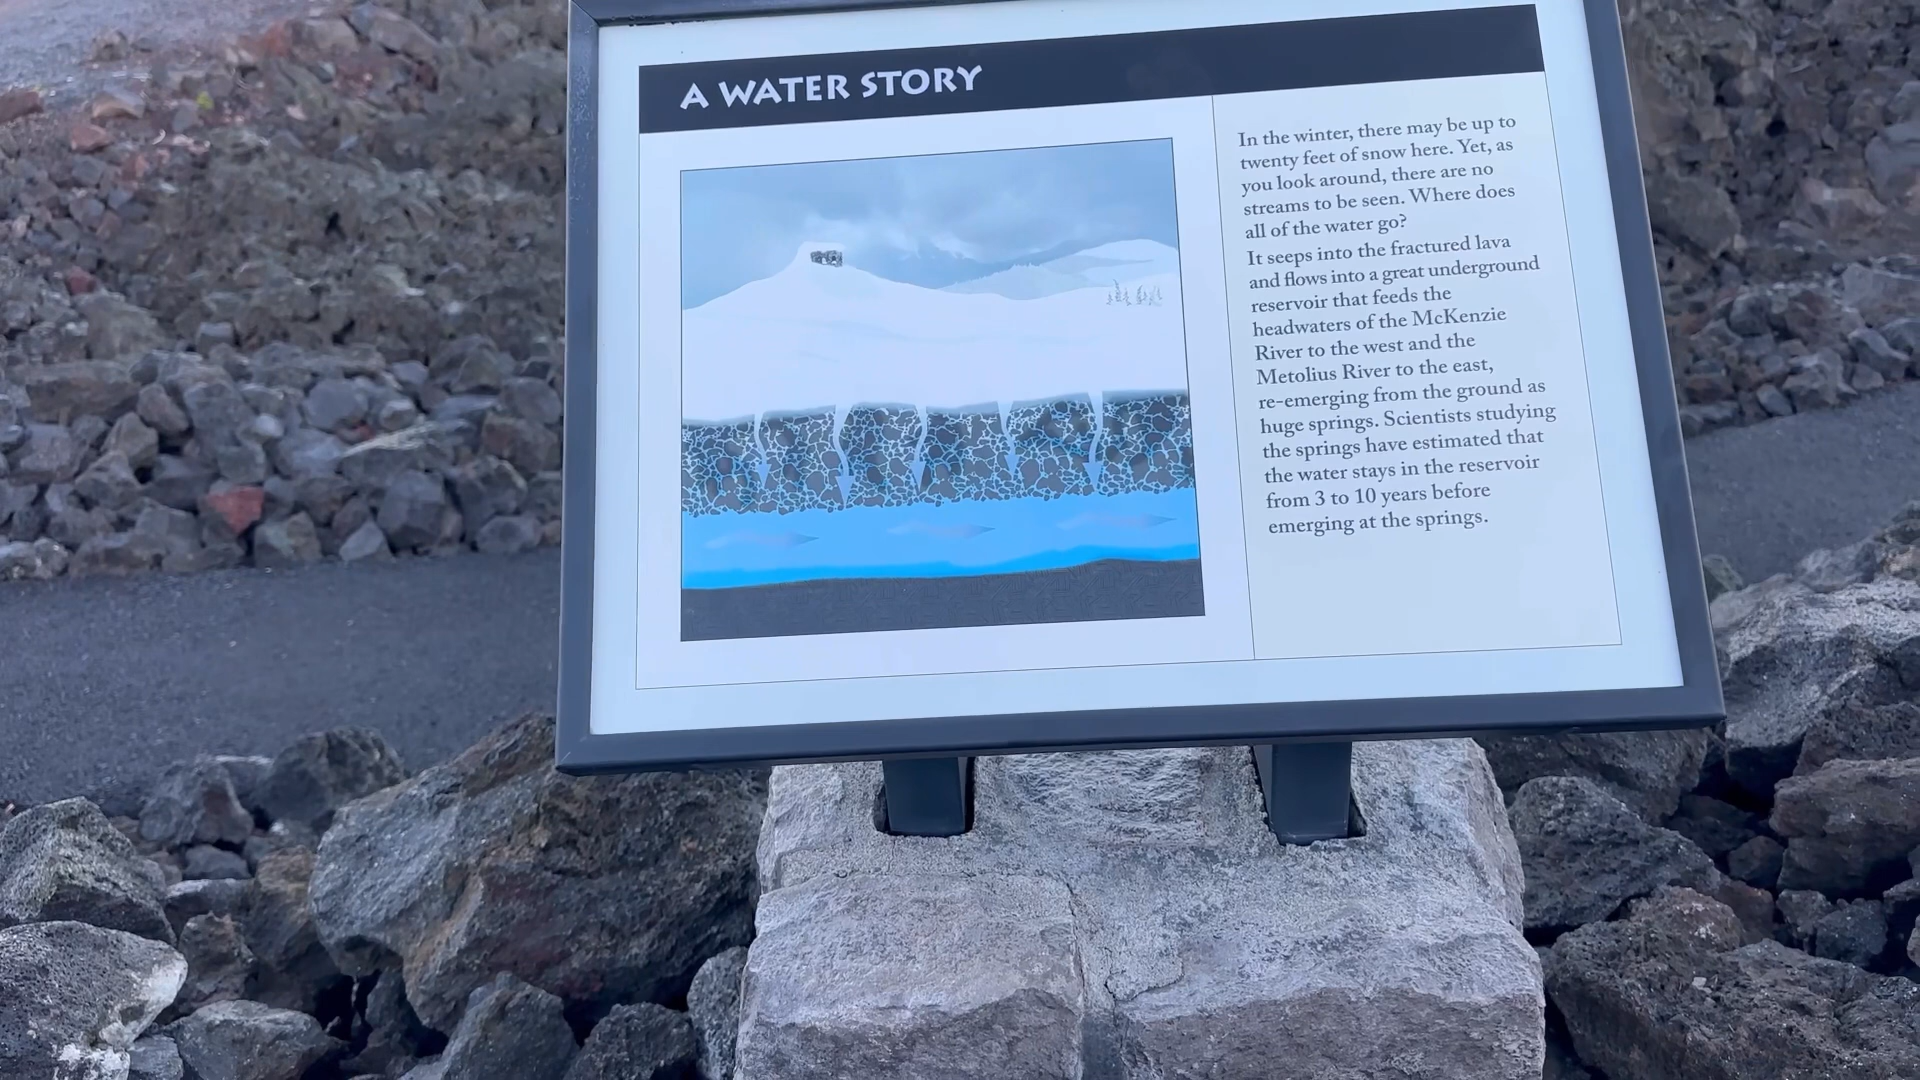 A WATER STORY
In the winter, there may be up to
twenty feet of snow here. Yet, as
you look around, there are no
streams to be seen. Where does
all of the water go?
It seeps into the fractured lava
and flows into a great underground
reservoir that feeds the
headwaters of the McKenzie
River to the west and the
Metolius River to the east,
re-emerging from the ground as
huge springs. Scientists studying
the springs have estimated that
the water stays in the reservoir
from 3 to 10 years before
emerging at the springs.